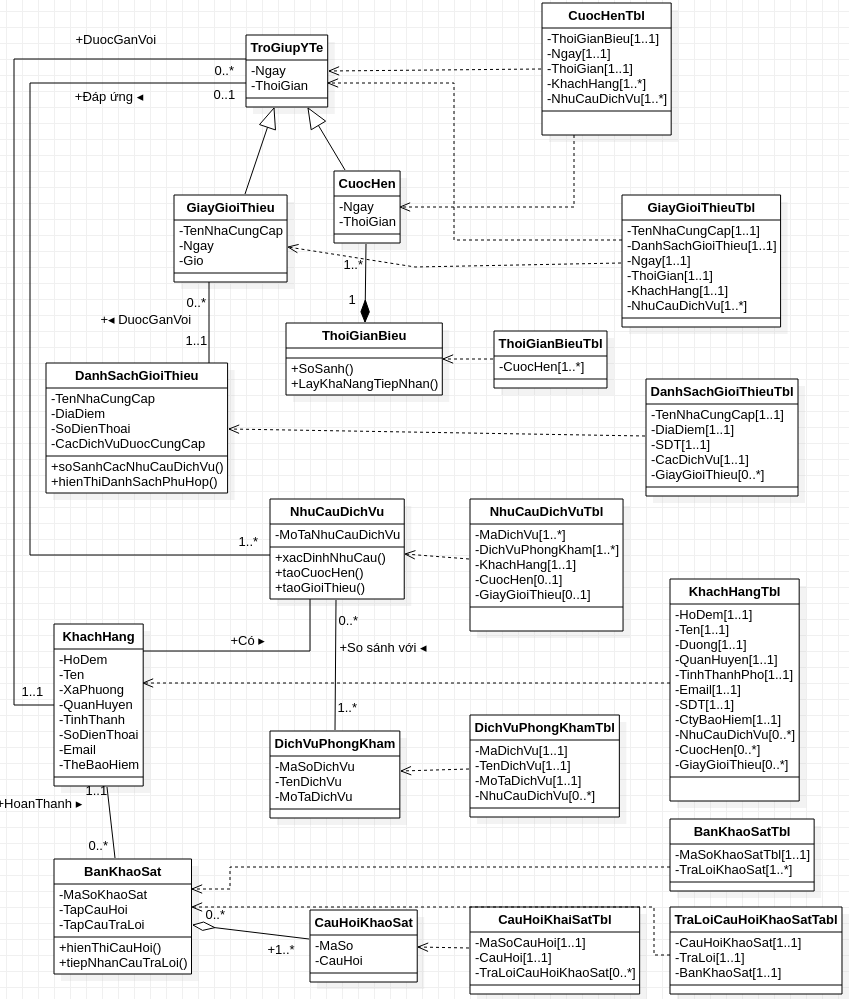 +DuocGanVoi
0..*
+Đáp ứng ◂
0..1
TroGiupYTe
-Ngay
-ThoiGian
CuocHenTbl
-ThoiGianBieu[1..1]
-Ngay[1..1]
-ThoiGian[1..1]
-KhachHang[1..*]
-NhuCauDichVu[1..*]
GiayGioiThieu
-TenNhaCungCap
-Ngay
-Gio
CuocHen
-Ngay
-ThoiGian
GiayGioiThieuTbl
-TenNhaCungCap[1..1]
-DanhSachGioiThieu[1..1]
-Ngay[1..1]
-ThoiGian[1..1]
-KhachHang[1..1]
-NhuCauDichVu[1..*]
1..*
1
0..*
+◂ DuocGanVoi
1..1
ThoiGianBieu
+SoSanh()
+LayKhaNangTiepNhan()
ThoiGianBieuTbl
-CuocHen[1..*]
DanhSachGioiThieu
-TenNhaCungCap
-DiaDiem
-SoDienThoai
-CacDichVuDuocCungCap
+soSanhCacNhuCauDichVu()
+hienThiDanhSachPhuHop()
DanhSachGioiThieuTbl
-TenNhaCungCap[1..1]
-DiaDiem[1..1]
-SDT[1..1]
-CacDichVu[1..1]
-GiayGioiThieu[0..*]
1..*
NhuCauDichVu
-MoTaNhuCauDichVu
+xacDinhNhuCau()
+taoCuocHen()
+taoGioiThieu()
NhuCauDichVuTbl
-MaDichVu[1..*]
-DichVuPhongKham[1..*]
-KhachHang[1..1]
-CuocHen[0..1]
-GiayGioiThieu[0..1]
KhachHangTbl
-HoDem[1..1]
-Ten[1..1]
-Duong[1..1]
-QuanHuyen[1..1]
-TinhThanhPho[1..1]
-Email[1..1]
-SDT[1..1]
-CtyBaoHiem[1..1]
-NhuCauDichVu[0..*]
-CuocHen[0..*]
-GiayGioiThieu[0..*]
KhachHang
-HoDem
-Ten
-XaPhuong
-QuanHuyen
-TinhThanh
-SoDienThoai
-Email
-TheBaoHiem
1..1
+Có ▸
0..*
+So sánh với ◂
1..*
DichVuPhongKham
-MaSoDichVu
-TenDichVu
-MoTaDichVu
DichVuPhongKhamTbl
-MaDichVu[1..1]
-TenDichVu[1..1]
-MoTaDichVu[1..1]
-NhuCauDichVu[0..*]
1..1
+HoanThanh ▸
0..*
BanKhaoSatTbl
-MaSoKhaoSatTbl[1..1]
-TraLoiKhaoSat[1..*]
BanKhaoSat
-MaSoKhaoSat
-TapCauHoi
-TapCauTraLoi
+hienThiCauHoi()
+tiepNhanCauTraLoi()
0..*
+1..*
CauHoiKhaoSat
-MaSo
-CauHoi
CauHoiKhaiSatTbl
-MaSoCauHoi[1..1]
-CauHoi[1..1]
-TraLoiCauHoiKhaoSat[0..*]
TraLoiCauHoiKhaoSatTabl
-CauHoiKhaoSat[1..1]
-TraLoi[1..1]
-BanKhaoSat[1..1]